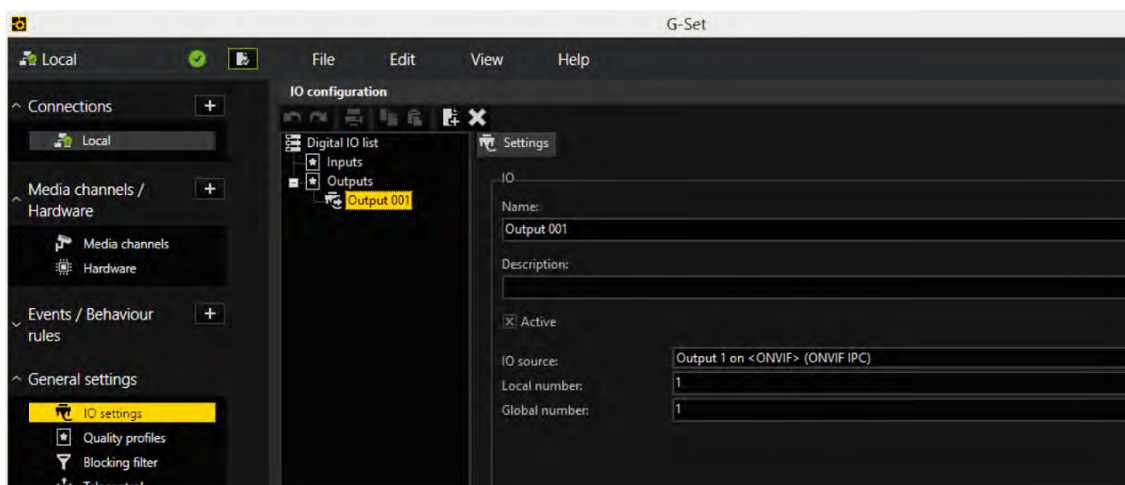 G-Set
Local
File Edit View Help
Connections
Local
Media channels /
Hardware
Media channels
Hardware
Events / Behaviour
rules
General settings
IO settings
Quality profiles
Blocking filter
IO configuration
Digital IO list
Inputs
Outputs
Output 001
Settings
IO
Name:
Output 001
Description:
Active
IO source:
Output 1 on <ONVIF> (ONVIF IPC)
Local number:
1
Global number:
1